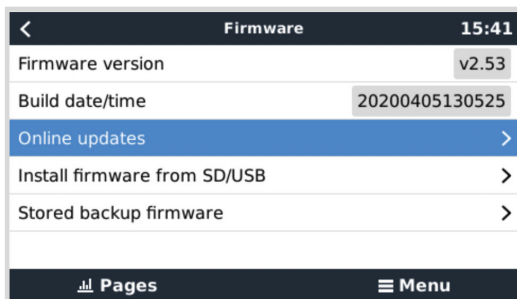 Firmware 15:41
Firmware version v2.53
Build date/time 20200405130525
Online updates
Install firmware from SD/USB
Stored backup firmware
Pages Menu